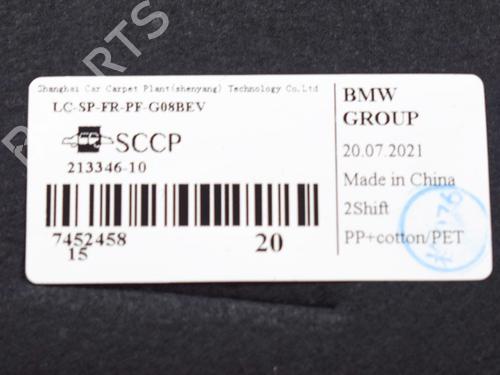 Shanghai Car Carpet Plant(shenyang) Technology Co.Ltd
LC-SP-FR-PF-G08BEV
SCCP
213346-10
7452458
15
20
BMW
GROUP
20.07.2021
Made in China
2Shift
PP+cotton/PET